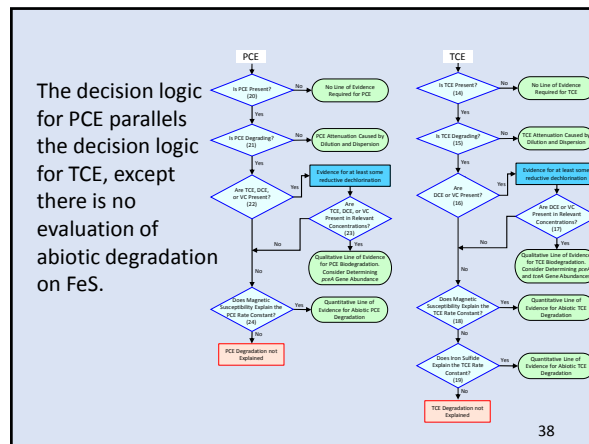 The decision logic
for PCE parallels
the decision logic
for TCE, except
there is no
evaluation of
abiotic degradation
on FeS.
PCE
Is PCE Present?
(20)
No
No Line of Evidence
Required for PCE
Yes
Is PCE Degrading?
(21)
No
PCE Attenuation Caused by
Dilution and Dispersion
Yes
Are TCE, DCE,
or VC Present?
(22)
Yes
Evidence for at least some
reductive dechlorination
No
Are
TCE, DCE, or VC
Present in Relevant
Concentrations?
(23)
No
Yes
Qualitative Line of Evidence
for PCE Biodegradation.
Consider Determining
pceA Gene Abundance
Does Magnetic
Susceptibility Explain the
PCE Rate Constant?
(24)
Yes
Quantitative Line of
Evidence for Abiotic PCE
Degradation
No
PCE Degradation not
Explained
TCE
Is TCE Present?
(14)
No
No Line of Evidence
Required for TCE
Yes
Is TCE Degrading?
(15)
No
TCE Attenuation Caused by
Dilution and Dispersion
Yes
Are
DCE or VC Present?
(16)
Yes
Evidence for at least some
reductive dechlorination
No
Are DCE or VC
Present in Relevant
Concentrations?
(17)
No
Yes
Qualitative Line of Evidence
for TCE Biodegradation.
Consider Determining pceA
and tceA Gene Abundance
Does Magnetic
Susceptibility Explain the
TCE Rate Constant?
(18)
Yes
Quantitative Line of
Evidence for Abiotic TCE
Degradation
No
Does Iron Sulfide
Explain the TCE Rate
Constant?
(19)
Yes
Quantitative Line of
Evidence for Abiotic TCE
Degradation
No
TCE Degradation not
Explained
38